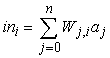 in_i = \sum_{j=0}^{n} W_{j,i} a_j